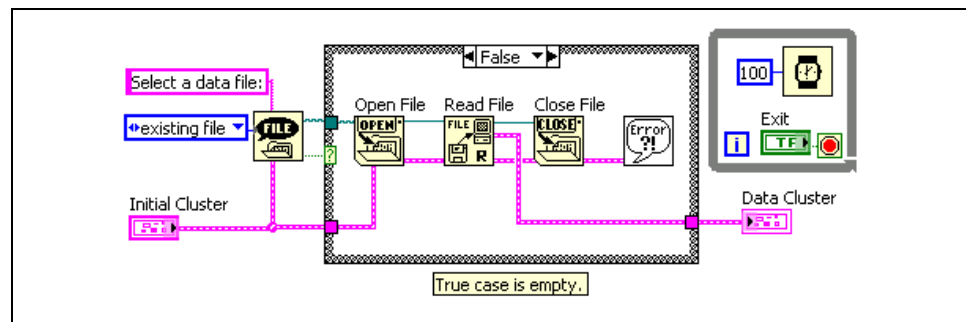 False
100
Select a data file:
Open File
Read File
Close File
existing file
FILE
OPEN
FILE
R
CLOSE
Error
?!
Exit
i
TF
?
Initial Cluster
Data Cluster
True case is empty.